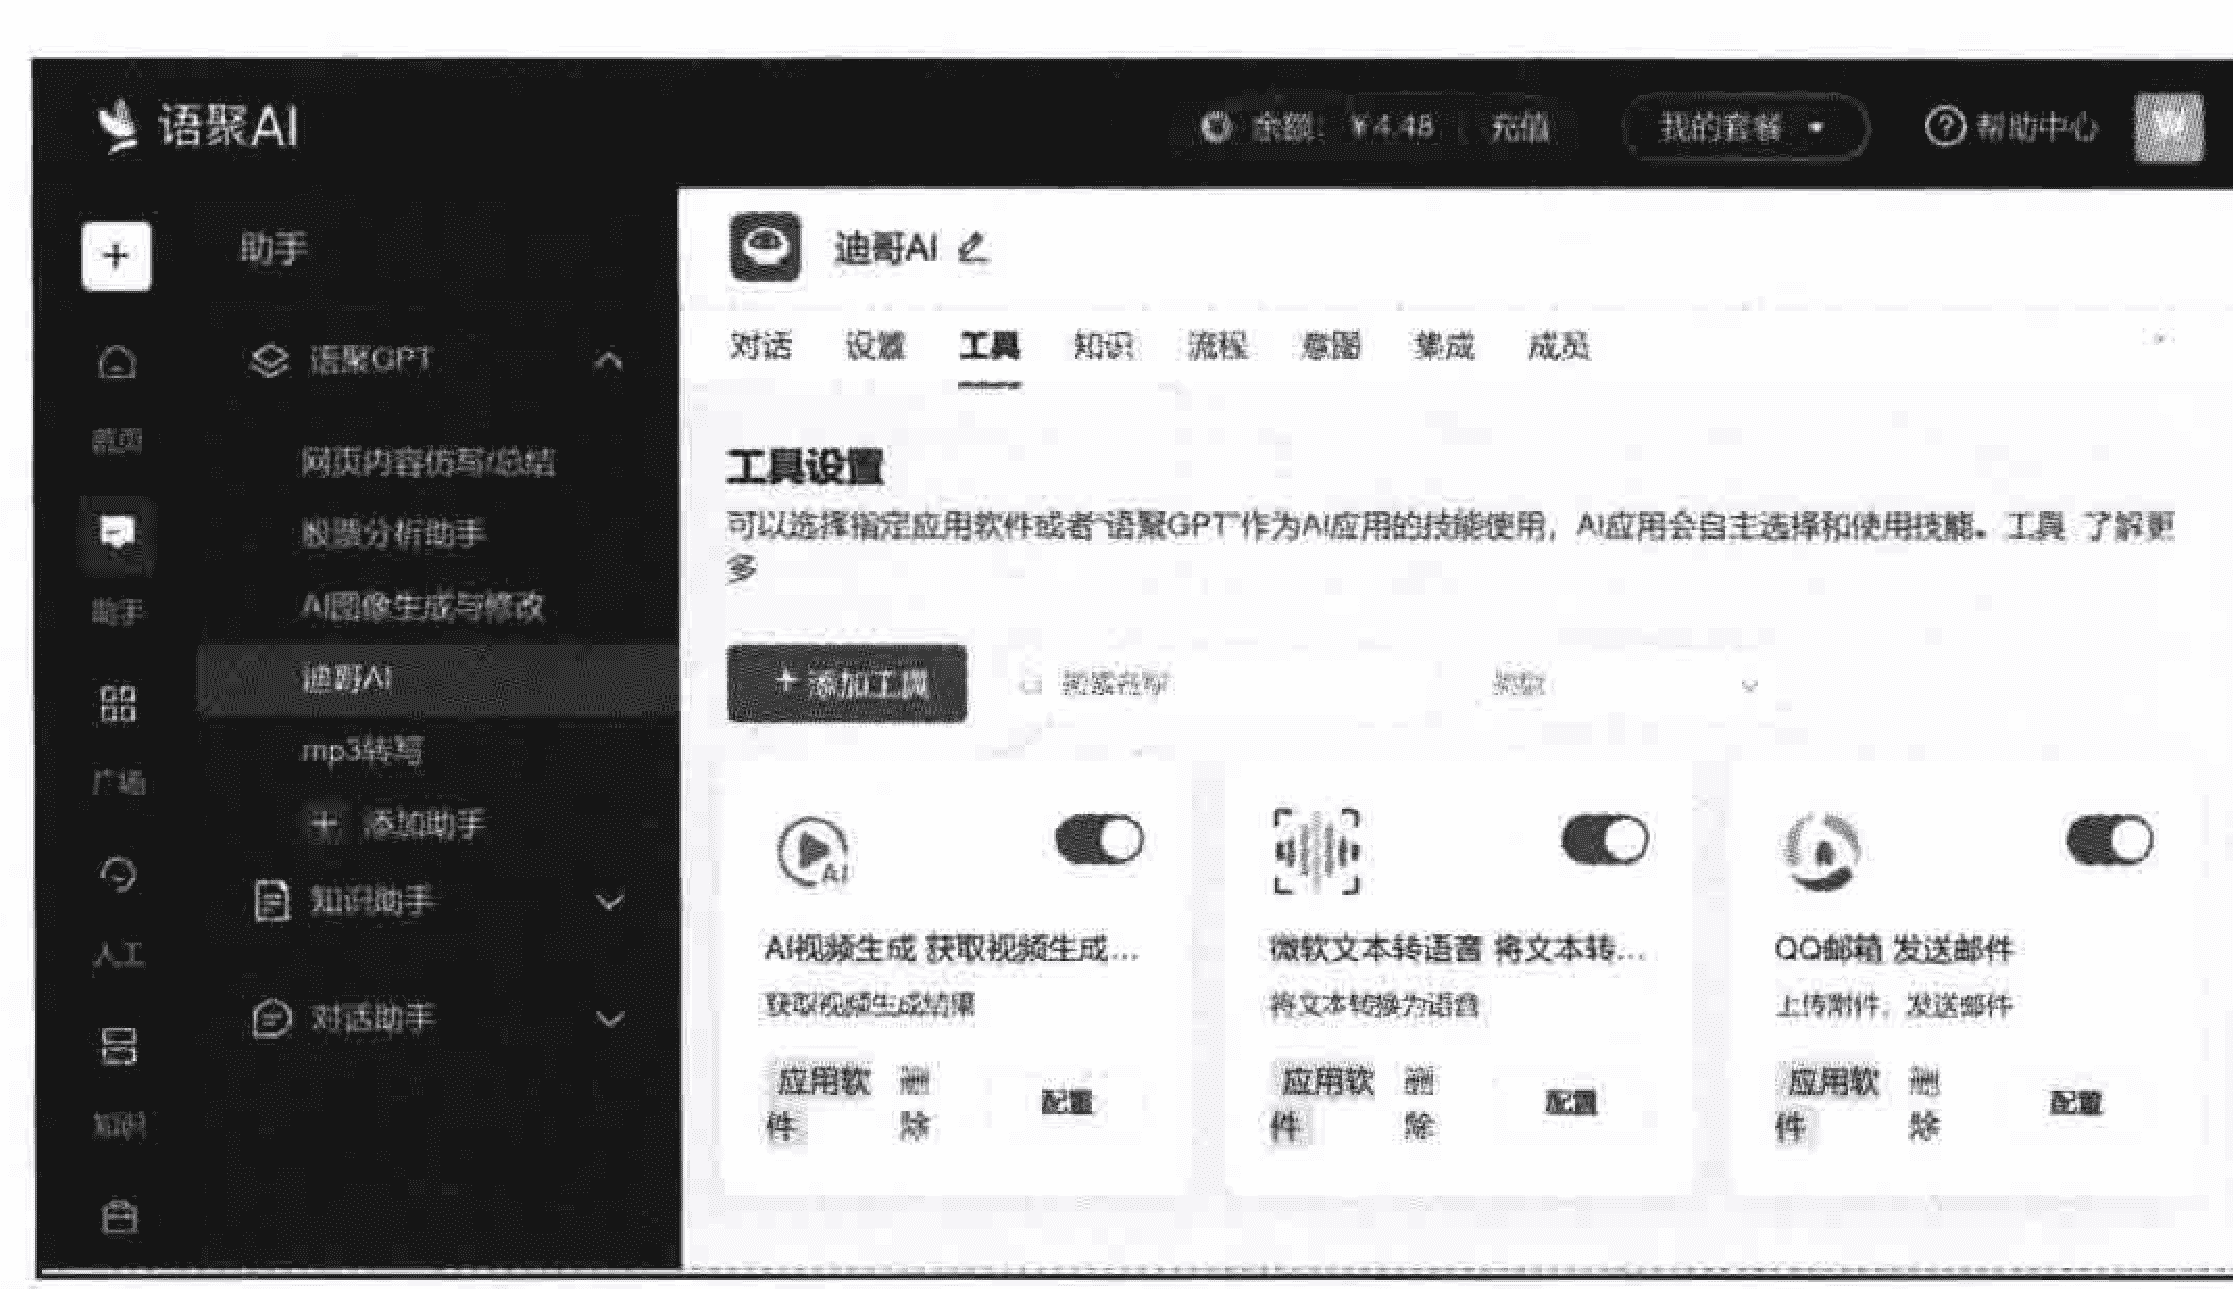 语聚AI
余额: ¥4.48 | 充值
我的套餐
帮助中心
W
助手
语聚GPT
网页内容仿写/总结
股票分析助手
AI图像生成与修改
迪哥AI
mp3转写
+ 添加助手
知识助手
对话助手
首页
助手
广场
人工
知识
迪哥AI
对话 设置 工具 知识 流程 意图 集成 成员
工具设置
可以选择指定应用软件或者“语聚GPT”作为AI应用的技能使用，AI应用会自主选择和使用技能。工具 了解更
多
+ 添加工具
搜索名称
类型
AI视频生成 获取视频生成...
获取视频生成结果
应用软
件
删
除
配置
微软文本转语音 将文本转...
将文本转换为语音
应用软
件
删
除
配置
QQ邮箱 发送邮件
上传附件，发送邮件
应用软
件
删
除
配置